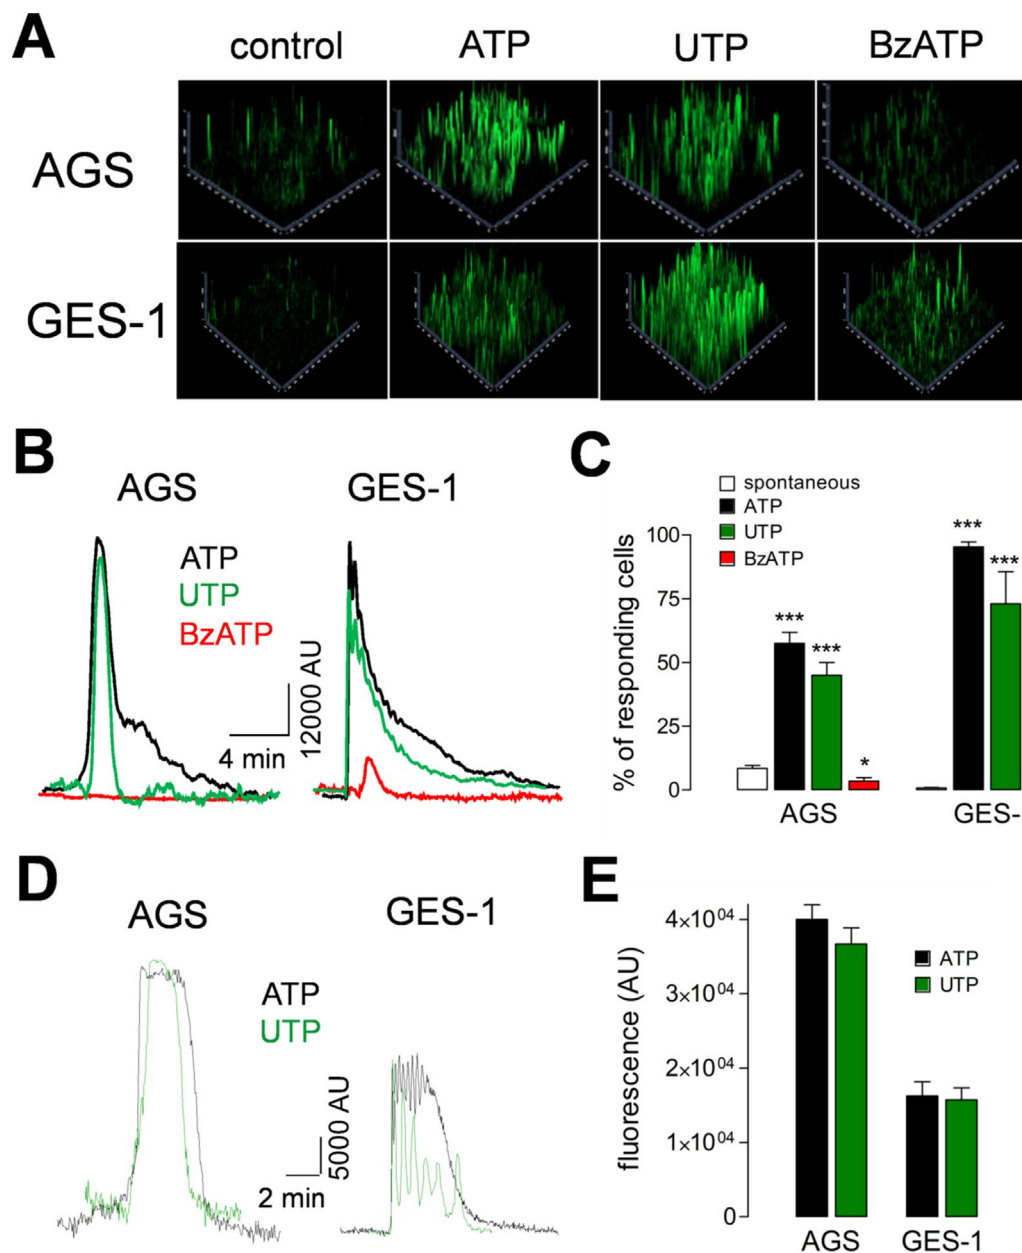 A
control ATP UTP BzATP
AGS
GES-1
B
AGS GES-1
ATP
UTP
BzATP
4 min
12000 AU
C
spontaneous
ATP
UTP
BzATP
% of responding cells
100
75
50
25
0
*** *** * *** ***
AGS GES-
D
AGS GES-1
ATP
UTP
2 min
5000 AU
E
fluorescence (AU)
4×10⁰⁴
3×10⁰⁴
2×10⁰⁴
1×10⁰⁴
0
ATP
UTP
AGS GES-1